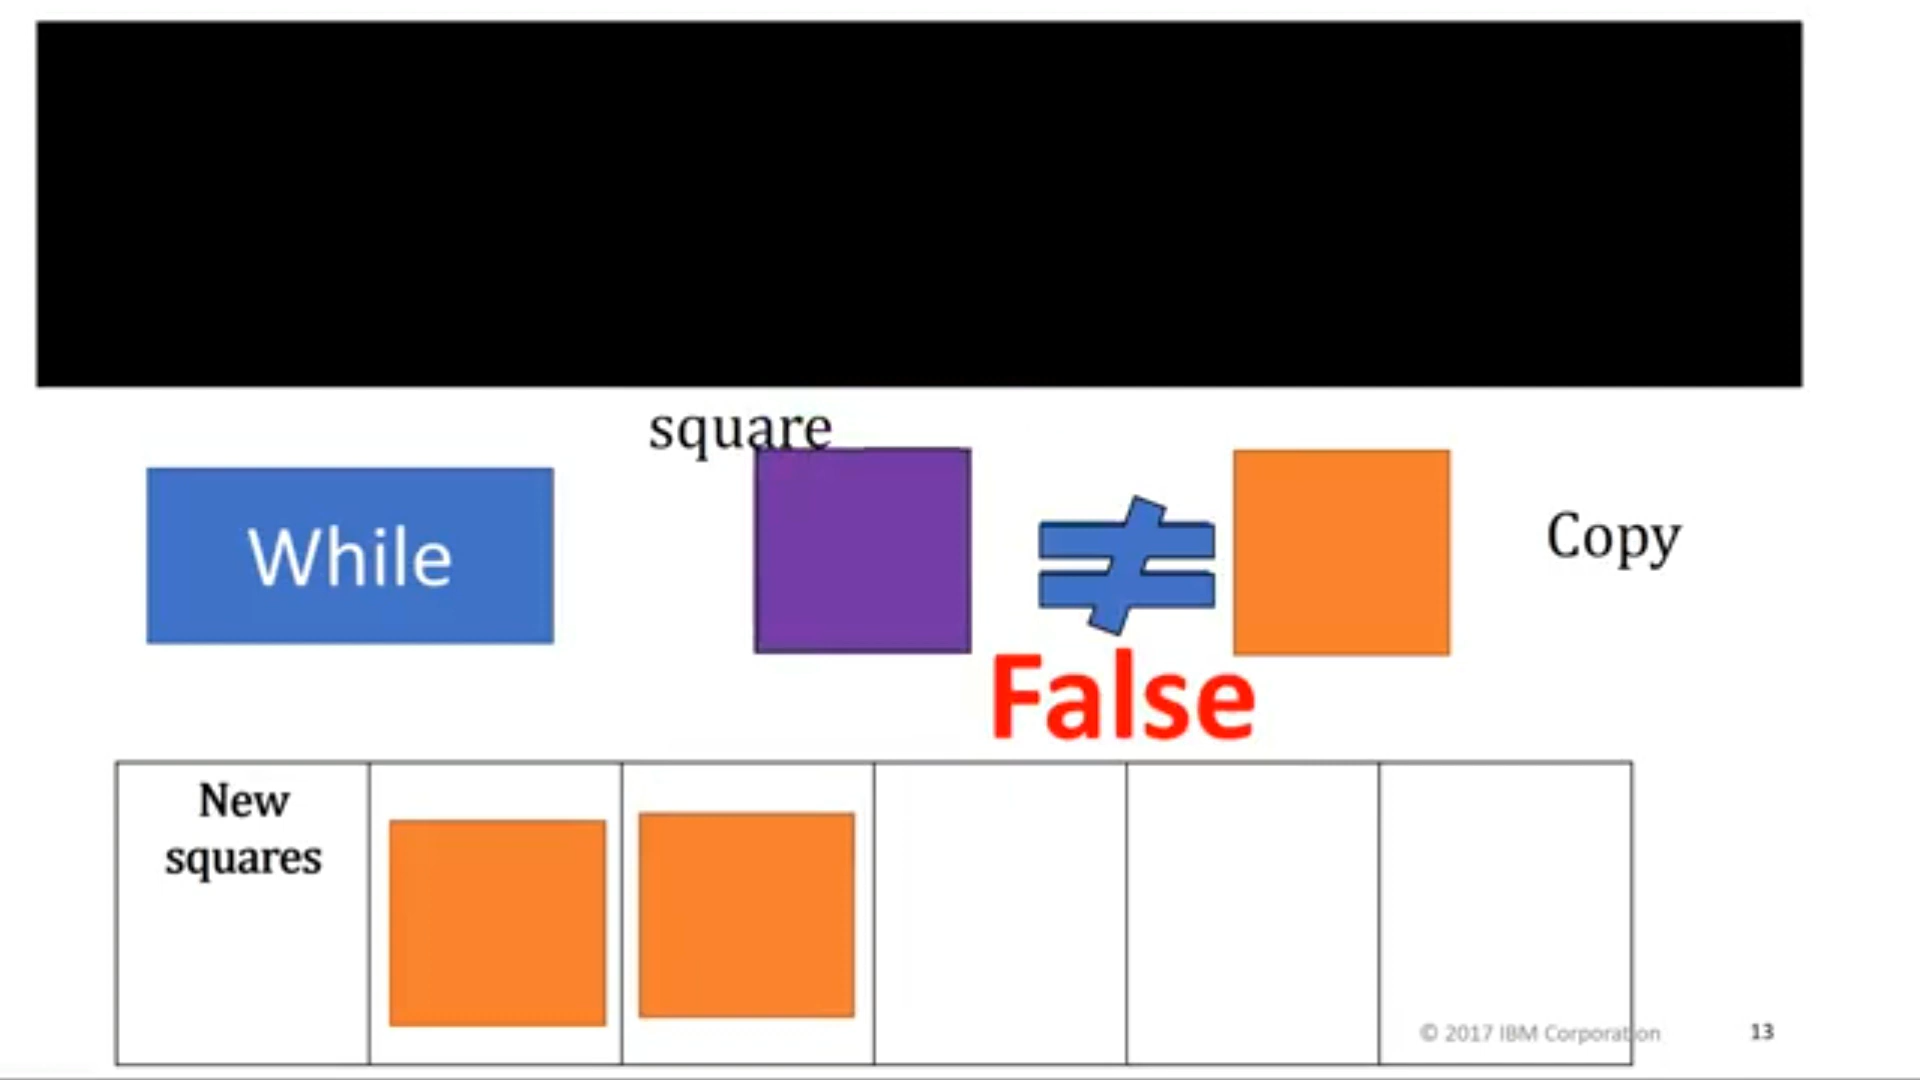 square
While
≠
Copy
False
New
squares
© 2017 IBM Corporation
13